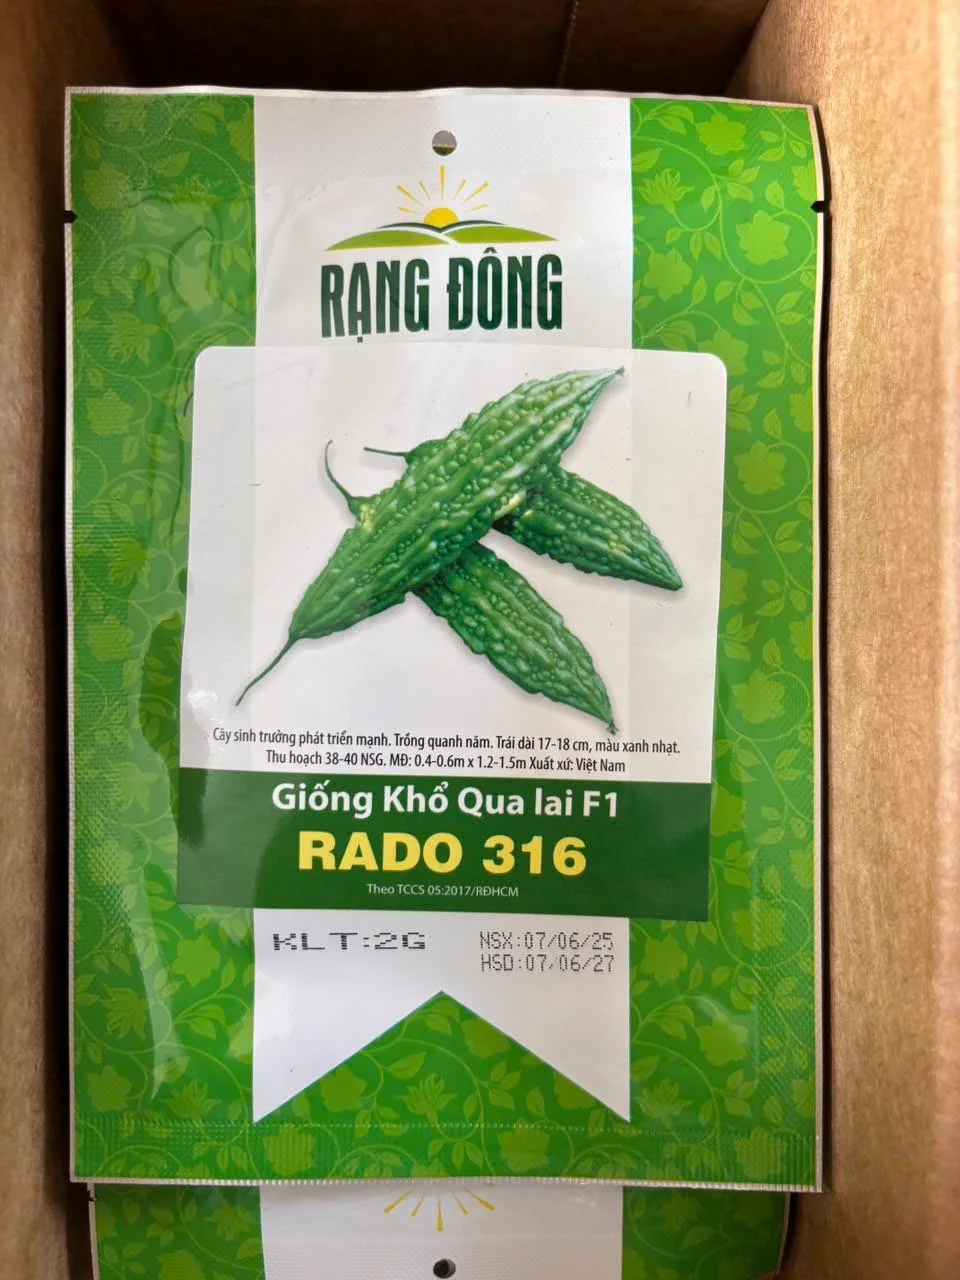 RẠNG ĐÔNG
Cây sinh trưởng phát triển mạnh. Trồng quanh năm. Trái dài 17-18 cm, màu xanh nhạt.
Thu hoạch 38-40 NSG. MĐ: 0.4-0.6m x 1.2-1.5m Xuất xứ: Việt Nam
Giống Khổ Qua lai F1
RADO 316
Theo TCCS 05:2017/RĐHCM
KLT:2G
NSX:07/06/25
HSD:07/06/27